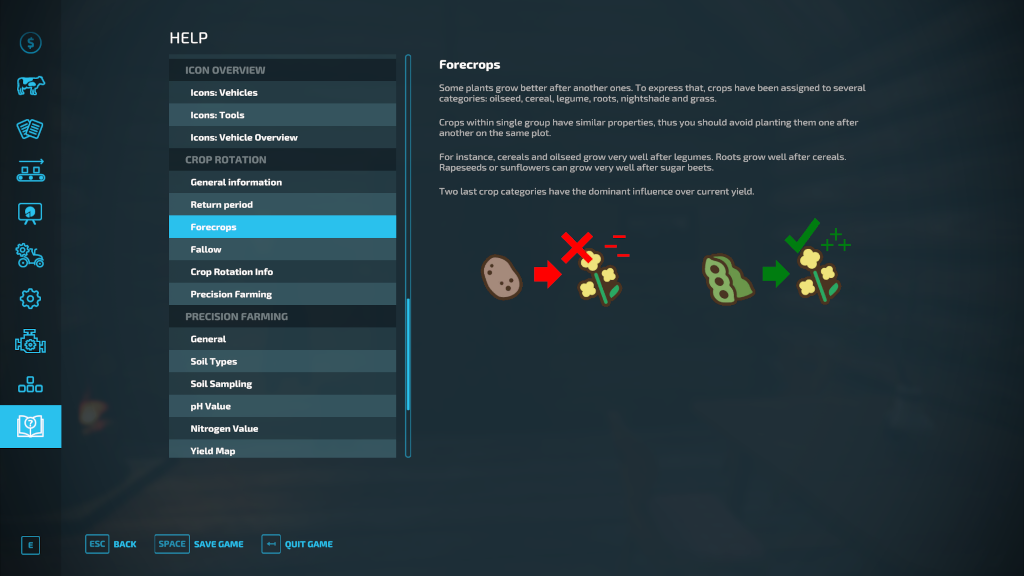 HELP
ICON OVERVIEW
Icons: Vehicles
Icons: Tools
Icons: Vehicle Overview
CROP ROTATION
General information
Return period
Forecrops
Fallow
Crop Rotation Info
Precision Farming
PRECISION FARMING
General
Soil Types
Soil Sampling
pH Value
Nitrogen Value
Yield Map
Forecrops
Some plants grow better after another ones. To express that, crops have been assigned to several
categories: oilseed, cereal, legume, roots, nightshade and grass.
Crops within single group have similar properties, thus you should avoid planting them one after
another on the same plot.
For instance, cereals and oilseed grow very well after legumes. Roots grow well after cereals.
Rapeseeds or sunflowers can grow very well after sugar beets.
Two last crop categories have the dominant influence over current yield.
E
ESC BACK SPACE SAVE GAME QUIT GAME